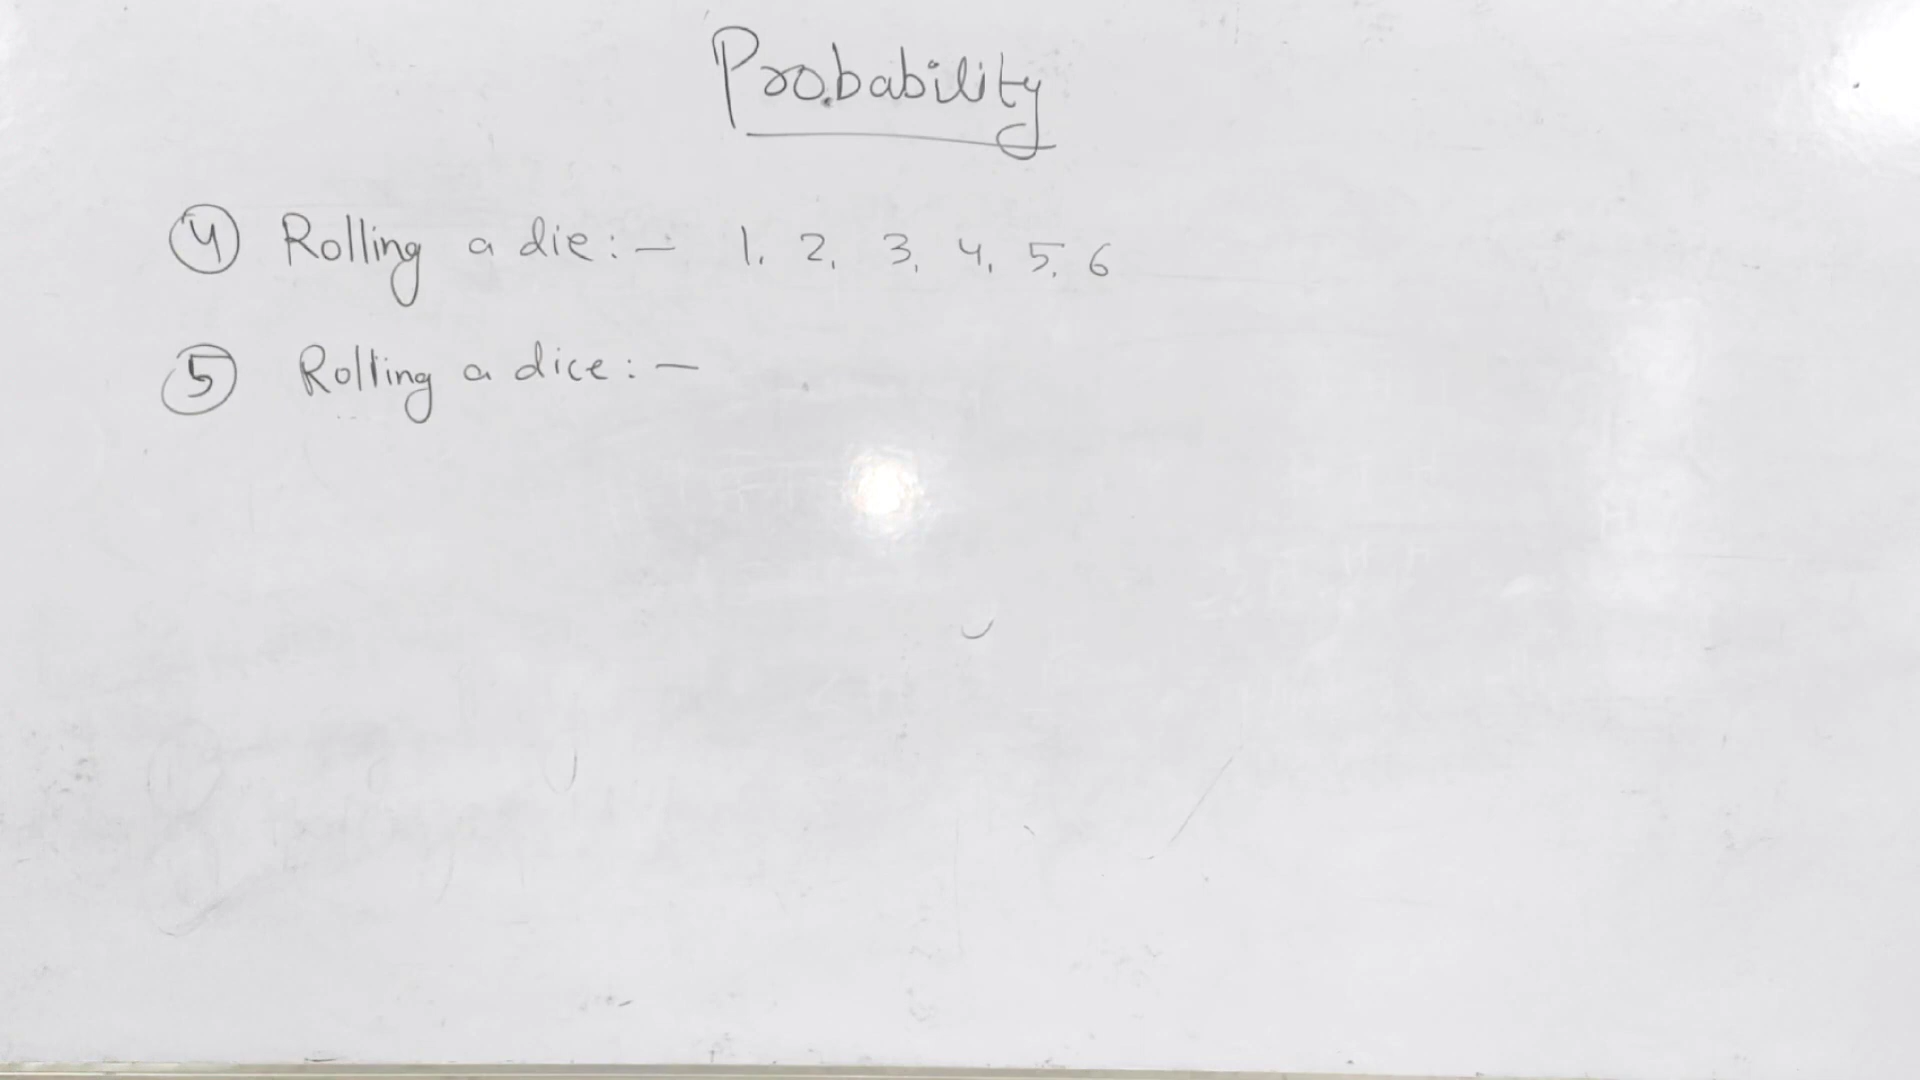 Probability
④ Rolling a die :- 1, 2, 3, 4, 5, 6
⑤ Rolling a dice :-